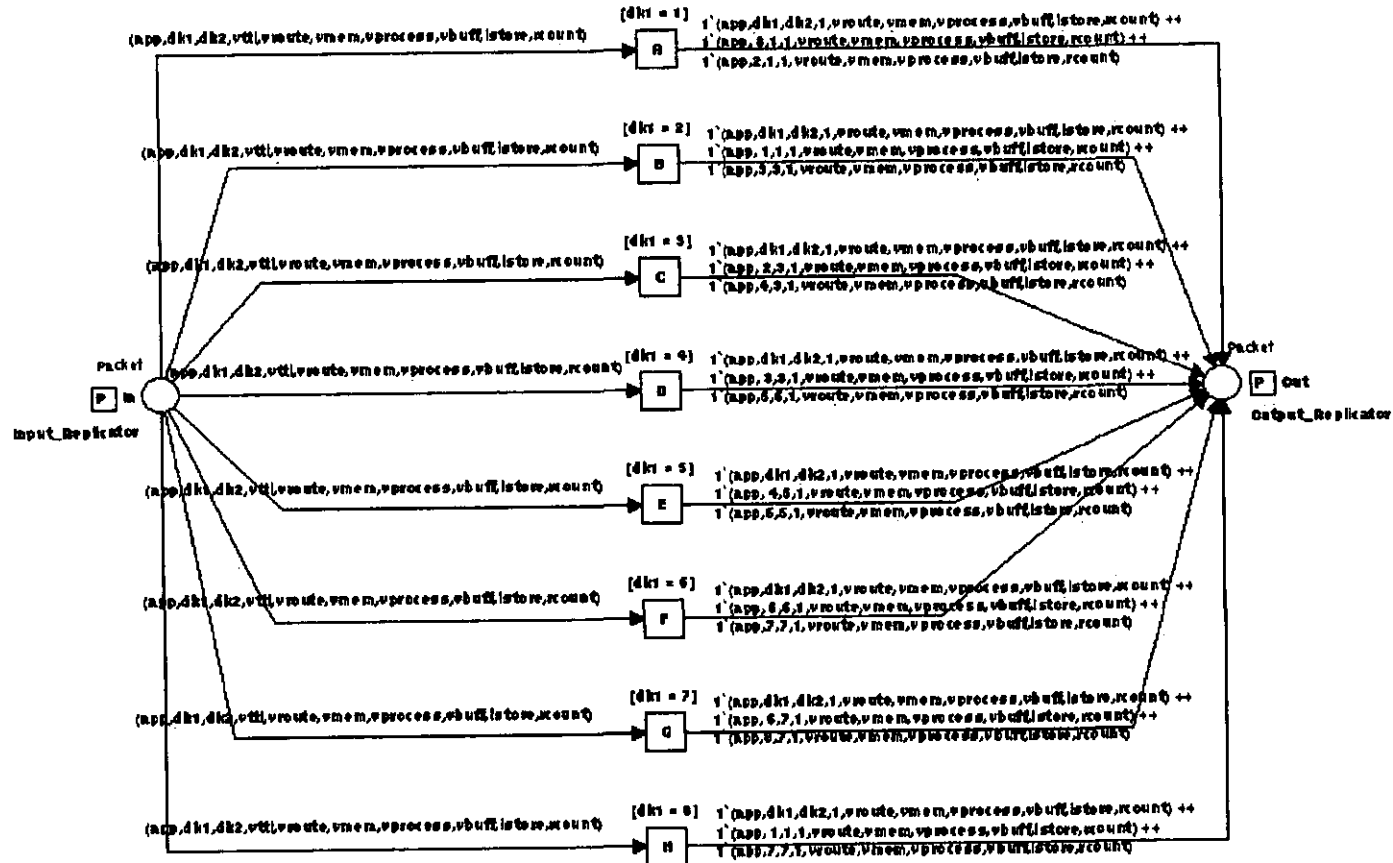 [dk1 = 1]
(app,dk1,dk2,vttl,vroute,vmem,vprocess,vbuff,lstore,rcount)
A
1`(app,dk1,dk2,1,vroute,vmem,vprocess,vbuff,lstore,rcount) ++
1`(app, 8,1,1,vroute,vmem,vprocess,vbuff,lstore,rcount) ++
1`(app,2,1,1,vroute,vmem,vprocess,vbuff,lstore,rcount)
[dk1 = 2]
(app,dk1,dk2,vttl,vroute,vmem,vprocess,vbuff,lstore,rcount)
B
1`(app,dk1,dk2,1,vroute,vmem,vprocess,vbuff,lstore,rcount) ++
1`(app, 1,1,1,vroute,vmem,vprocess,vbuff,lstore,rcount) ++
1`(app,3,3,1,vroute,vmem,vprocess,vbuff,lstore,rcount)
[dk1 = 3]
(app,dk1,dk2,vttl,vroute,vmem,vprocess,vbuff,lstore,rcount)
C
1`(app,dk1,dk2,1,vroute,vmem,vprocess,vbuff,lstore,rcount) ++
1`(app, 2,3,1,vroute,vmem,vprocess,vbuff,lstore,rcount) ++
1`(app,4,3,1,vroute,vmem,vprocess,vbuff,lstore,rcount)
Packet
P In
Input_Replicator
[dk1 = 4]
(app,dk1,dk2,vttl,vroute,vmem,vprocess,vbuff,lstore,rcount)
D
1`(app,dk1,dk2,1,vroute,vmem,vprocess,vbuff,lstore,rcount) ++
1`(app, 3,3,1,vroute,vmem,vprocess,vbuff,lstore,rcount) ++
1`(app,5,5,1,vroute,vmem,vprocess,vbuff,lstore,rcount)
Packet
P Out
Output_Replicator
[dk1 = 5]
(app,dk1,dk2,vttl,vroute,vmem,vprocess,vbuff,lstore,rcount)
E
1`(app,dk1,dk2,1,vroute,vmem,vprocess,vbuff,lstore,rcount) ++
1`(app, 4,5,1,vroute,vmem,vprocess,vbuff,lstore,rcount) ++
1`(app,6,5,1,vroute,vmem,vprocess,vbuff,lstore,rcount)
[dk1 = 6]
(app,dk1,dk2,vttl,vroute,vmem,vprocess,vbuff,lstore,rcount)
F
1`(app,dk1,dk2,1,vroute,vmem,vprocess,vbuff,lstore,rcount) ++
1`(app, 5,5,1,vroute,vmem,vprocess,vbuff,lstore,rcount) ++
1`(app,7,7,1,vroute,vmem,vprocess,vbuff,lstore,rcount)
[dk1 = 7]
(app,dk1,dk2,vttl,vroute,vmem,vprocess,vbuff,lstore,rcount)
G
1`(app,dk1,dk2,1,vroute,vmem,vprocess,vbuff,lstore,rcount) ++
1`(app, 6,7,1,vroute,vmem,vprocess,vbuff,lstore,rcount) ++
1`(app,8,7,1,vroute,vmem,vprocess,vbuff,lstore,rcount)
[dk1 = 8]
(app,dk1,dk2,vttl,vroute,vmem,vprocess,vbuff,lstore,rcount)
H
1`(app,dk1,dk2,1,vroute,vmem,vprocess,vbuff,lstore,rcount) ++
1`(app, 1,1,1,vroute,vmem,vprocess,vbuff,lstore,rcount) ++
1`(app,7,7,1,vroute,vmem,vprocess,vbuff,lstore,rcount)